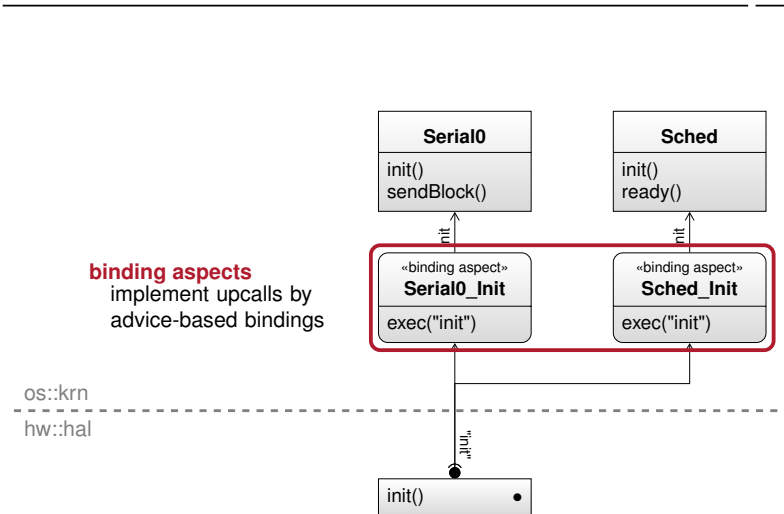 Serial0
init()
sendBlock()
Sched
init()
ready()
init
init
binding aspects
implement upcalls by
advice-based bindings
«binding aspect»
Serial0_Init
exec("init")
«binding aspect»
Sched_Init
exec("init")
os::krn
hw::hal
"init"
init()